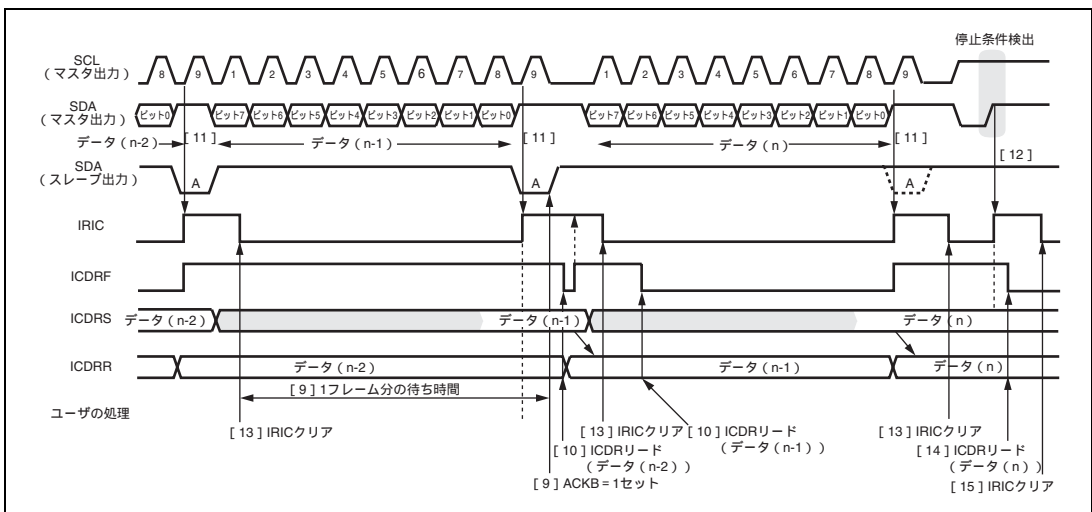 停止条件検出
SCL
（マスタ出力）
8 9 1 2 3 4 5 6 7 8 9 1 2 3 4 5 6 7 8 9
SDA
（マスタ出力）
ビット0 ビット7 ビット6 ビット5 ビット4 ビット3 ビット2 ビット1 ビット0 ビット7 ビット6 ビット5 ビット4 ビット3 ビット2 ビット1 ビット0
データ（n-2） [ 11 ] データ（n-1） [ 11 ] データ（n） [ 11 ] [ 12 ]
SDA
（スレーブ出力）
A A A
IRIC
ICDRF
ICDRS データ（n-2） データ（n-1） データ（n）
ICDRR データ（n-2） データ（n-1） データ（n）
[ 9 ] 1フレーム分の待ち時間
ユーザの処理
[ 13 ] IRICクリア [ 13 ] IRICクリア [ 10 ] ICDRリード
（データ（n-1）） [ 13 ] IRICクリア
[ 10 ] ICDRリード
（データ（n-2）） [ 14 ] ICDRリード
（データ（n））
[ 9 ] ACKB = 1セット [ 15 ] IRICクリア